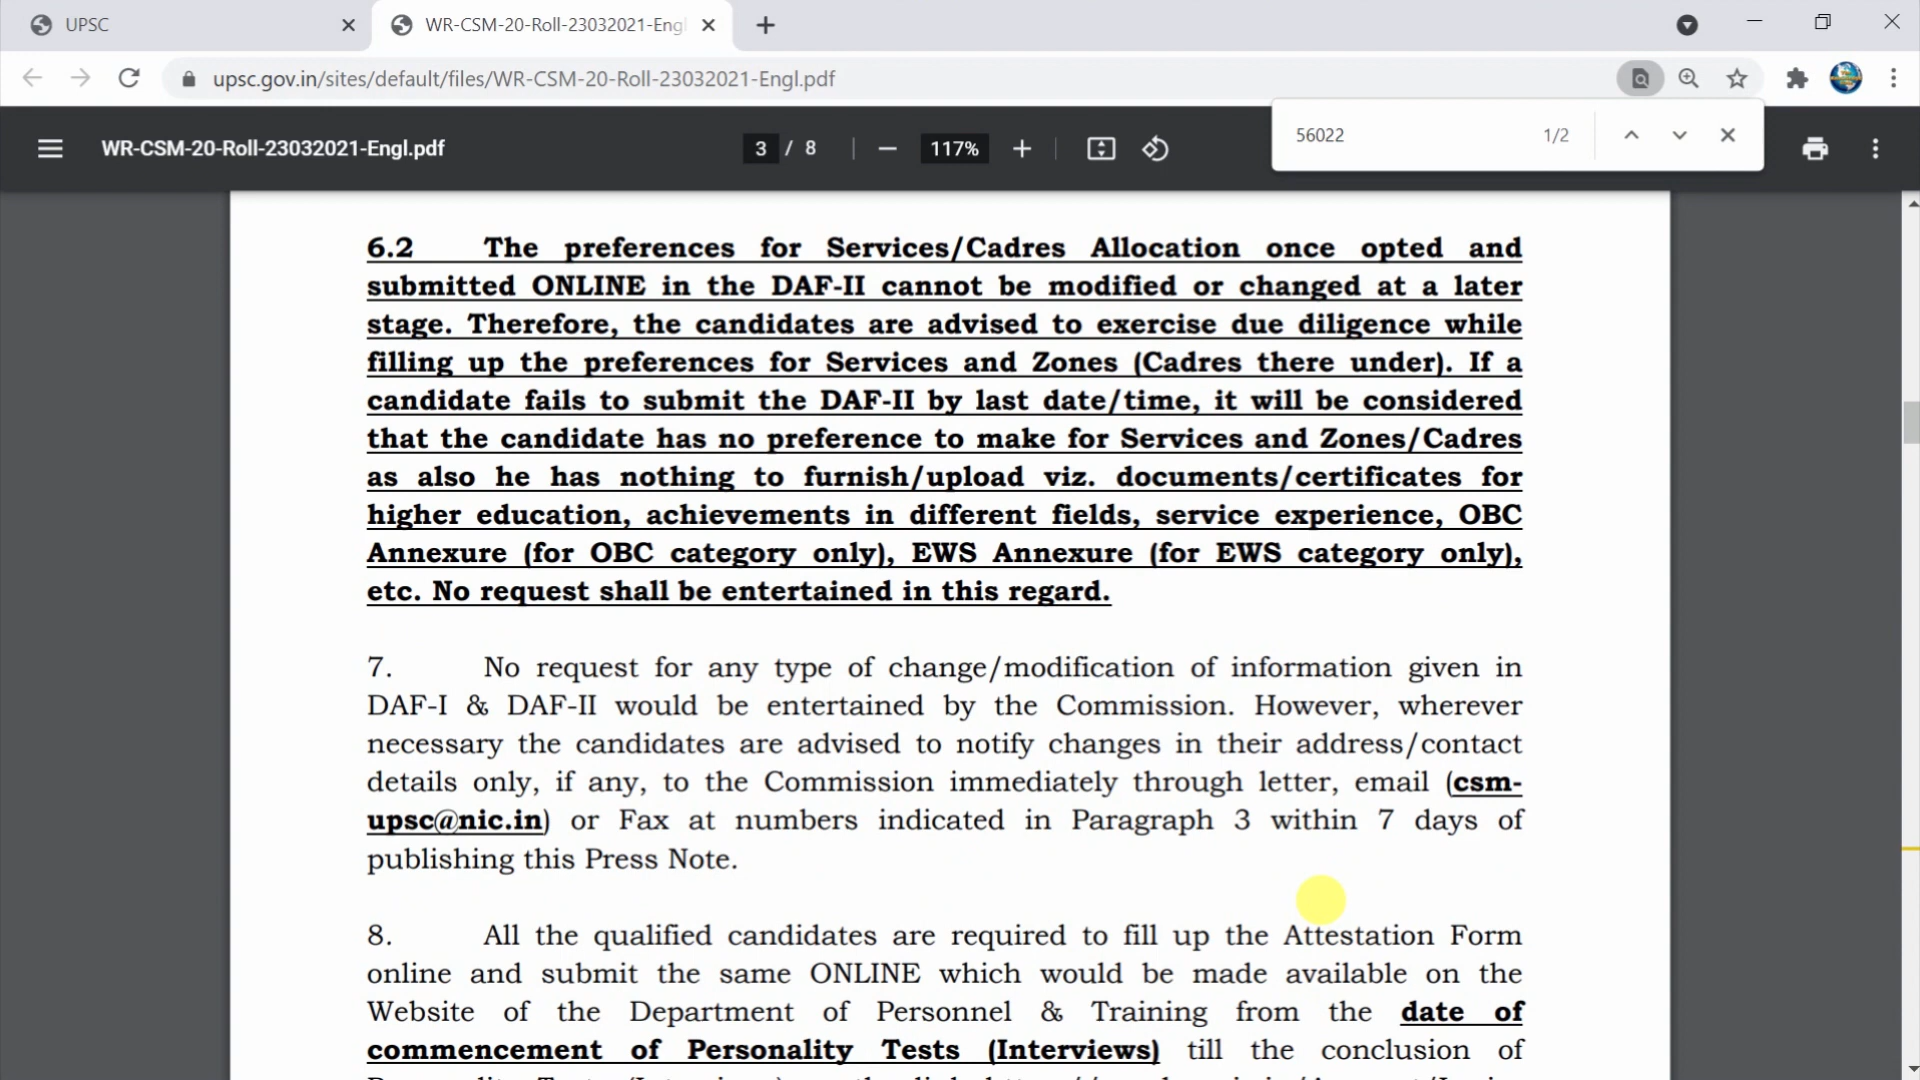 UPSC
WR-CSM-20-Roll-23032021-Eng
upsc.gov.in/sites/default/files/WR-CSM-20-Roll-23032021-Engl.pdf
56022 1/2
WR-CSM-20-Roll-23032021-Engl.pdf 3 / 8 117%
6.2 The preferences for Services/Cadres Allocation once opted and
submitted ONLINE in the DAF-II cannot be modified or changed at a later
stage. Therefore, the candidates are advised to exercise due diligence while
filling up the preferences for Services and Zones (Cadres there under). If a
candidate fails to submit the DAF-II by last date/time, it will be considered
that the candidate has no preference to make for Services and Zones/Cadres
as also he has nothing to furnish/upload viz. documents/certificates for
higher education, achievements in different fields, service experience, OBC
Annexure (for OBC category only), EWS Annexure (for EWS category only),
etc. No request shall be entertained in this regard.
7. No request for any type of change/modification of information given in
DAF-I & DAF-II would be entertained by the Commission. However, wherever
necessary the candidates are advised to notify changes in their address/contact
details only, if any, to the Commission immediately through letter, email (csm-
upsc@nic.in) or Fax at numbers indicated in Paragraph 3 within 7 days of
publishing this Press Note.
8. All the qualified candidates are required to fill up the Attestation Form
online and submit the same ONLINE which would be made available on the
Website of the Department of Personnel & Training from the date of
commencement of Personality Tests (Interviews) till the conclusion of